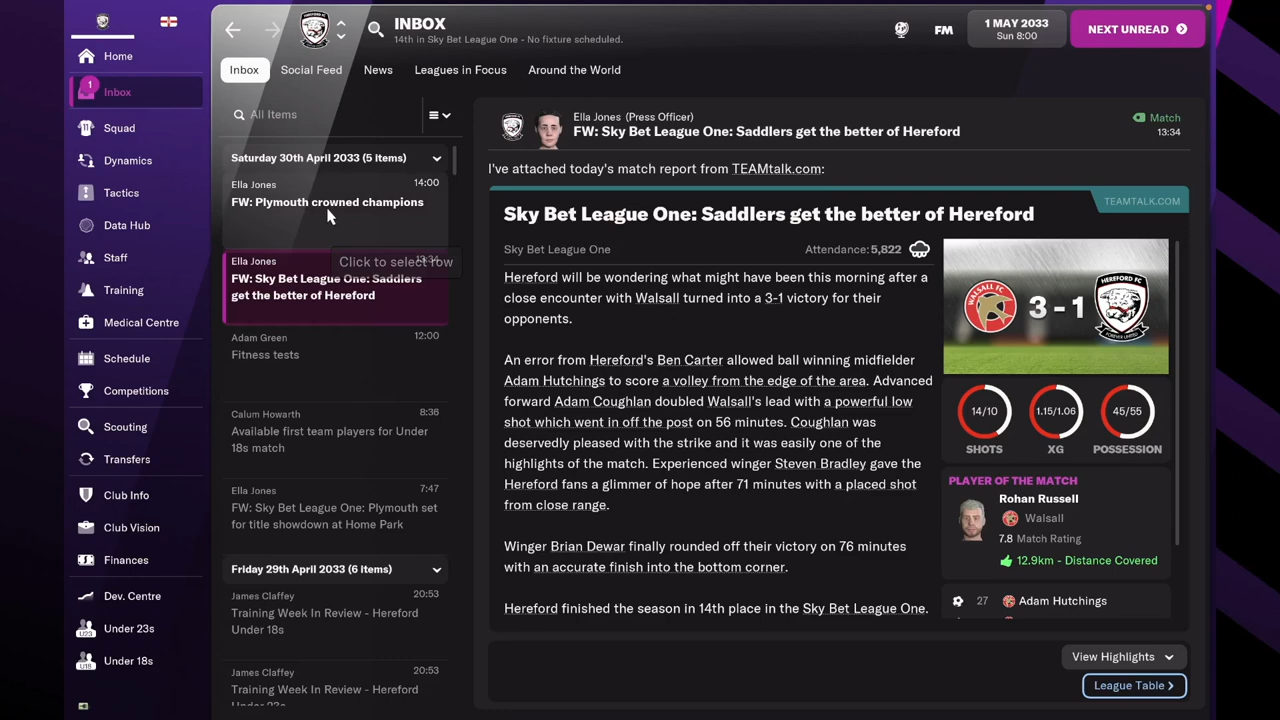 INBOX
14th in Sky Bet League One - No fixture scheduled.
FM
1 MAY 2033
Sun 8:00
NEXT UNREAD
Home
1
Inbox
Squad
Dynamics
Tactics
Data Hub
Staff
Training
Medical Centre
Schedule
Competitions
Scouting
Transfers
Club Info
Club Vision
Finances
Dev. Centre
U23
Under 23s
U18
Under 18s
Inbox
Social Feed
News
Leagues in Focus
Around the World
All Items
Saturday 30th April 2033 (5 items)
Ella Jones
14:00
FW: Plymouth crowned champions
Click to select row
Ella Jones
FW: Sky Bet League One: Saddlers
get the better of Hereford
Adam Green
12:00
Fitness tests
Calum Howarth
8:36
Available first team players for Under
18s match
Ella Jones
7:47
FW: Sky Bet League One: Plymouth set
for title showdown at Home Park
Friday 29th April 2033 (6 items)
James Claffey
20:53
Training Week In Review - Hereford
Under 18s
James Claffey
20:53
Training Week In Review - Hereford
Under 23s
Ella Jones (Press Officer)
FW: Sky Bet League One: Saddlers get the better of Hereford
Match
13:34
I've attached today's match report from TEAMtalk.com:
TEAMTALK.COM
Sky Bet League One: Saddlers get the better of Hereford
Sky Bet League One
Attendance: 5,822
Hereford will be wondering what might have been this morning after a
close encounter with Walsall turned into a 3-1 victory for their
opponents.
An error from Hereford's Ben Carter allowed ball winning midfielder
Adam Hutchings to score a volley from the edge of the area. Advanced
forward Adam Coughlan doubled Walsall's lead with a powerful low
shot which went in off the post on 56 minutes. Coughlan was
deservedly pleased with the strike and it was easily one of the
highlights of the match. Experienced winger Steven Bradley gave the
Hereford fans a glimmer of hope after 71 minutes with a placed shot
from close range.
Winger Brian Dewar finally rounded off their victory on 76 minutes
with an accurate finish into the bottom corner.
Hereford finished the season in 14th place in the Sky Bet League One.
WALSALL FC
3 - 1
HEREFORD FC
FOREVER UNITED
14/10
SHOTS
1.15/1.06
XG
45/55
POSSESSION
PLAYER OF THE MATCH
Rohan Russell
Walsall
7.8 Match Rating
12.9km - Distance Covered
27
Adam Hutchings
View Highlights
League Table